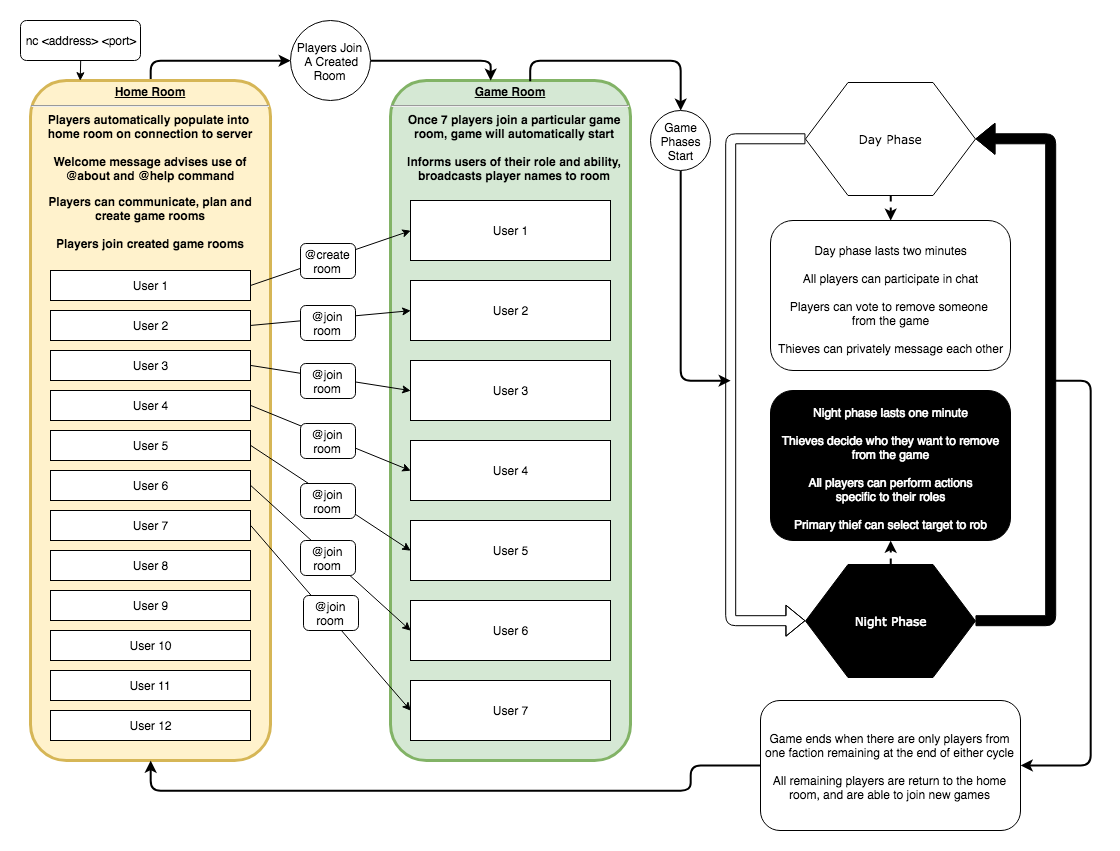 nc <address> <port>
Players Join
A Created
Room
Home Room
Players automatically populate into
home room on connection to server
Welcome message advises use of
@about and @help command
Players can communicate, plan and
create game rooms
Players join created game rooms
User 1
User 2
User 3
User 4
User 5
User 6
User 7
User 8
User 9
User 10
User 11
User 12
@create
room
@join
room
@join
room
@join
room
@join
room
@join
room
@join
room
Game Room
Once 7 players join a particular game
room, game will automatically start
Informs users of their role and ability,
broadcasts player names to room
User 1
User 2
User 3
User 4
User 5
User 6
User 7
Game
Phases
Start
Day Phase
Day phase lasts two minutes
All players can participate in chat
Players can vote to remove someone
from the game
Thieves can privately message each other
Night phase lasts one minute
Thieves decide who they want to remove
from the game
All players can perform actions
specific to their roles
Primary thief can select target to rob
Night Phase
Game ends when there are only players from
one faction remaining at the end of either cycle
All remaining players are return to the home
room, and are able to join new games